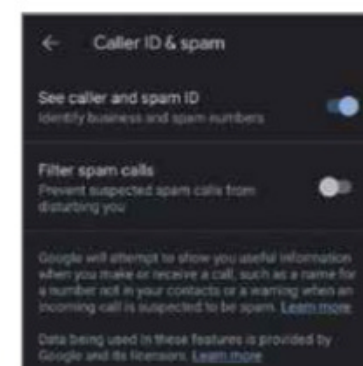 Caller ID & spam
See caller and spam ID
Identify business and spam numbers
Filter spam calls
Prevent suspected spam calls from
disturbing you
Google will attempt to show you useful information
when you make or receive a call, such as a name for
a number not in your contacts or a warning when an
incoming call is suspected to be spam. Learn more
Data being used in these features is provided by
Google and its licensors. Learn more